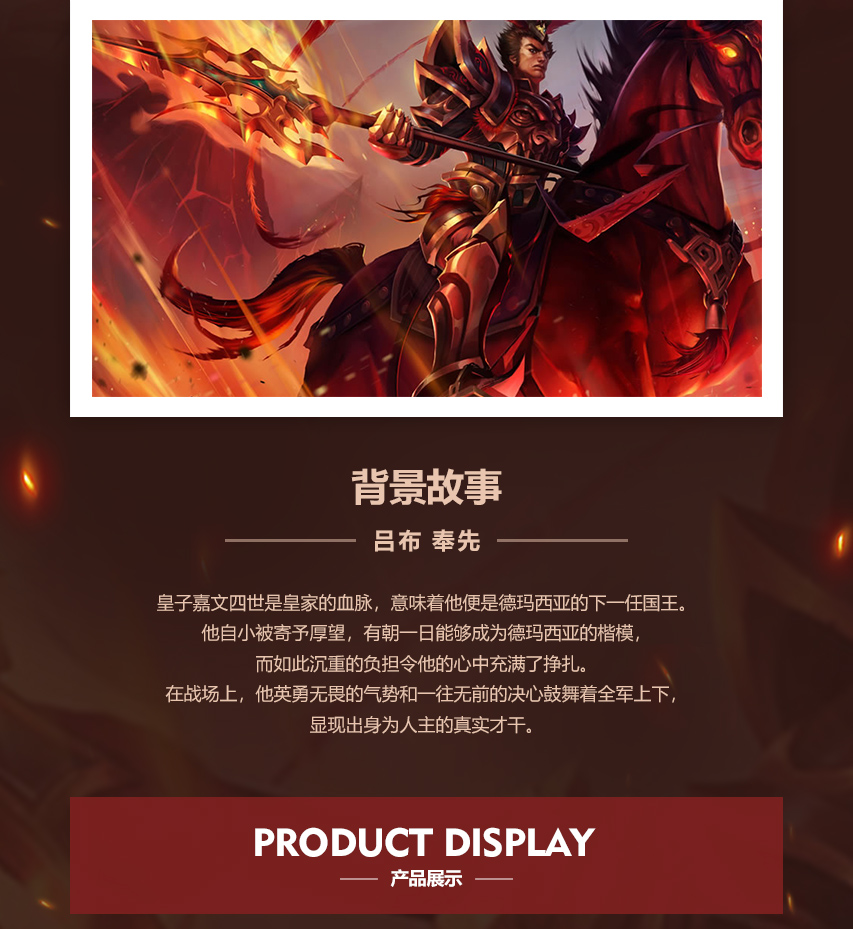 背景故事
吕布 奉先
皇子嘉文四世是皇家的血脉，意味着他便是德玛西亚的下一任国王。
他自小被寄予厚望，有朝一日能够成为德玛西亚的楷模，
而如此沉重的负担令他的心中充满了挣扎。
在战场上，他英勇无畏的气势和一往无前的决心鼓舞着全军上下，
显现出身为人主的真实才干。
PRODUCT DISPLAY
产品展示